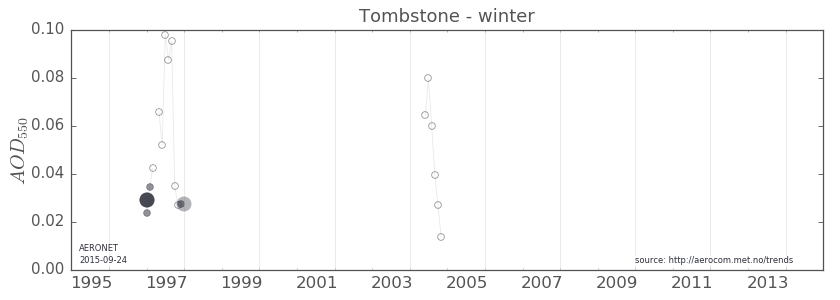 Tombstone - winter
0.10
0.08
0.06
0.04
0.02
0.00
AOD550
AERONET
2015-09-24
source: http://aerocom.met.no/trends
1995 1997 1999 2001 2003 2005 2007 2009 2011 2013